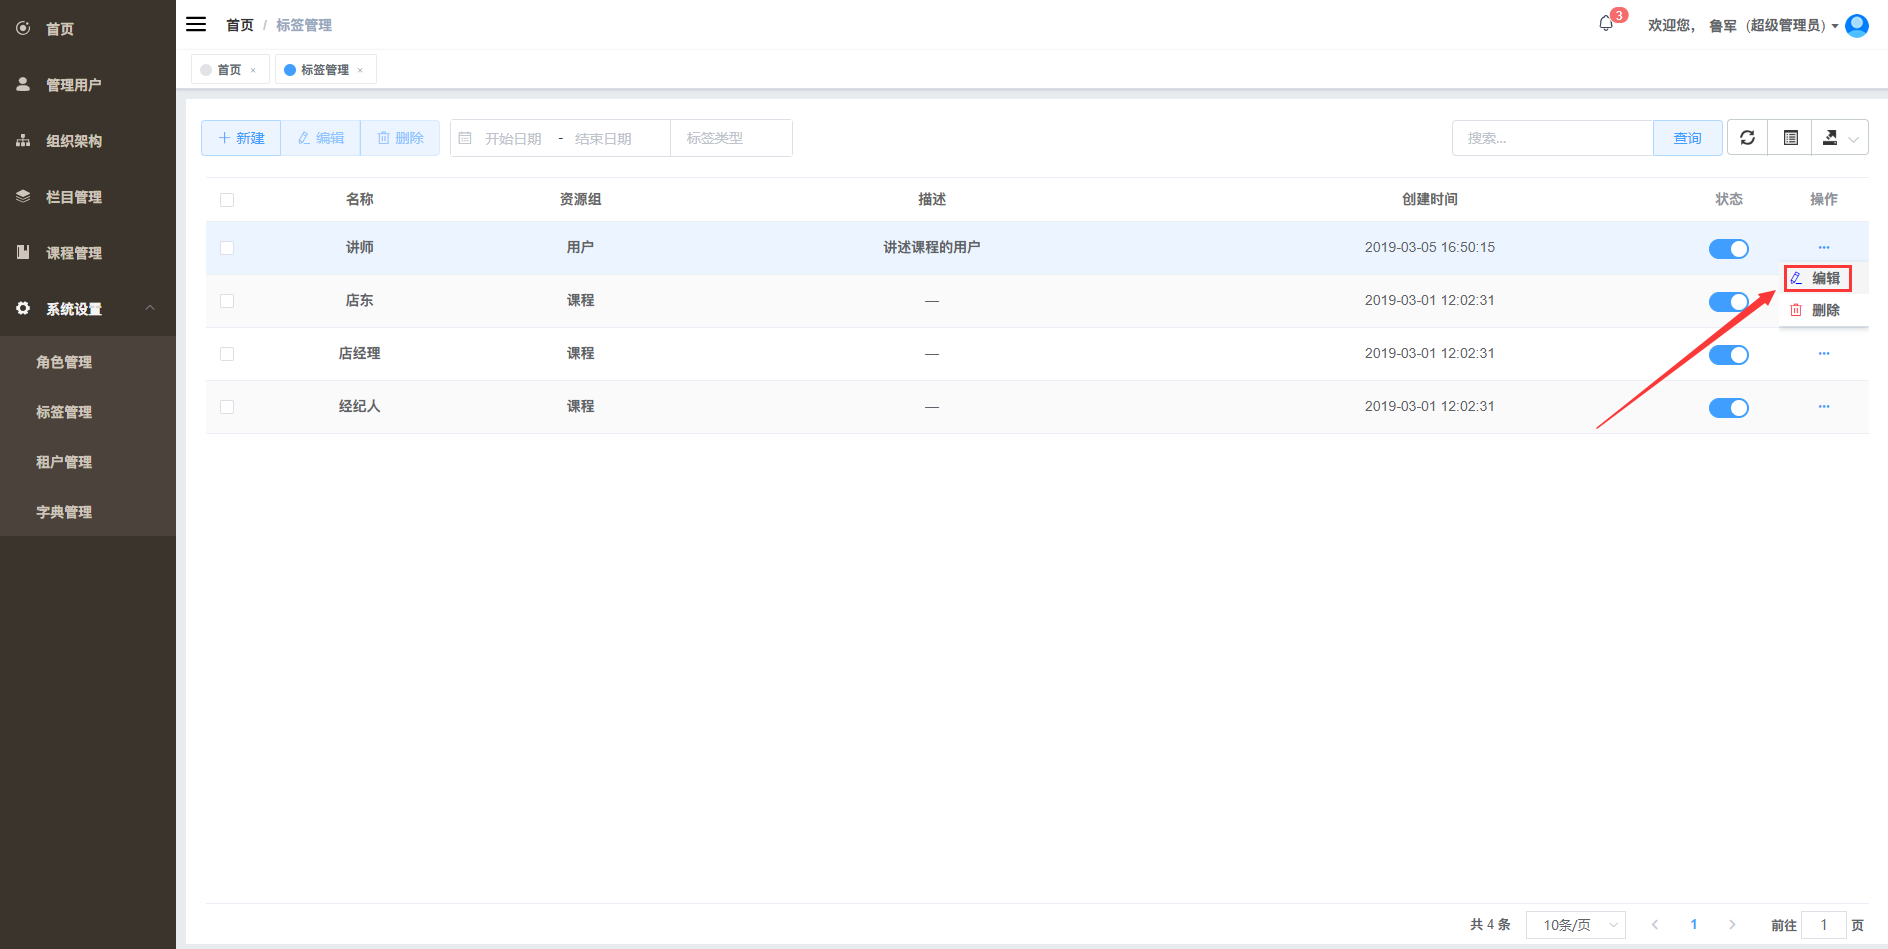 首页
管理用户
组织架构
栏目管理
课程管理
系统设置
角色管理
标签管理
租户管理
字典管理
首页 / 标签管理
3
欢迎您， 鲁军 (超级管理员)
首页 ×
标签管理 ×
新建 编辑 删除 开始日期 - 结束日期 标签类型 搜索... 查询
名称 资源组 描述 创建时间 状态 操作
讲师 用户 讲述课程的用户 2019-03-05 16:50:15 ···
编辑
删除
店东 课程 — 2019-03-01 12:02:31
店经理 课程 — 2019-03-01 12:02:31 ···
经纪人 课程 — 2019-03-01 12:02:31 ···
共 4 条 10条/页 < 1 > 前往 1 页